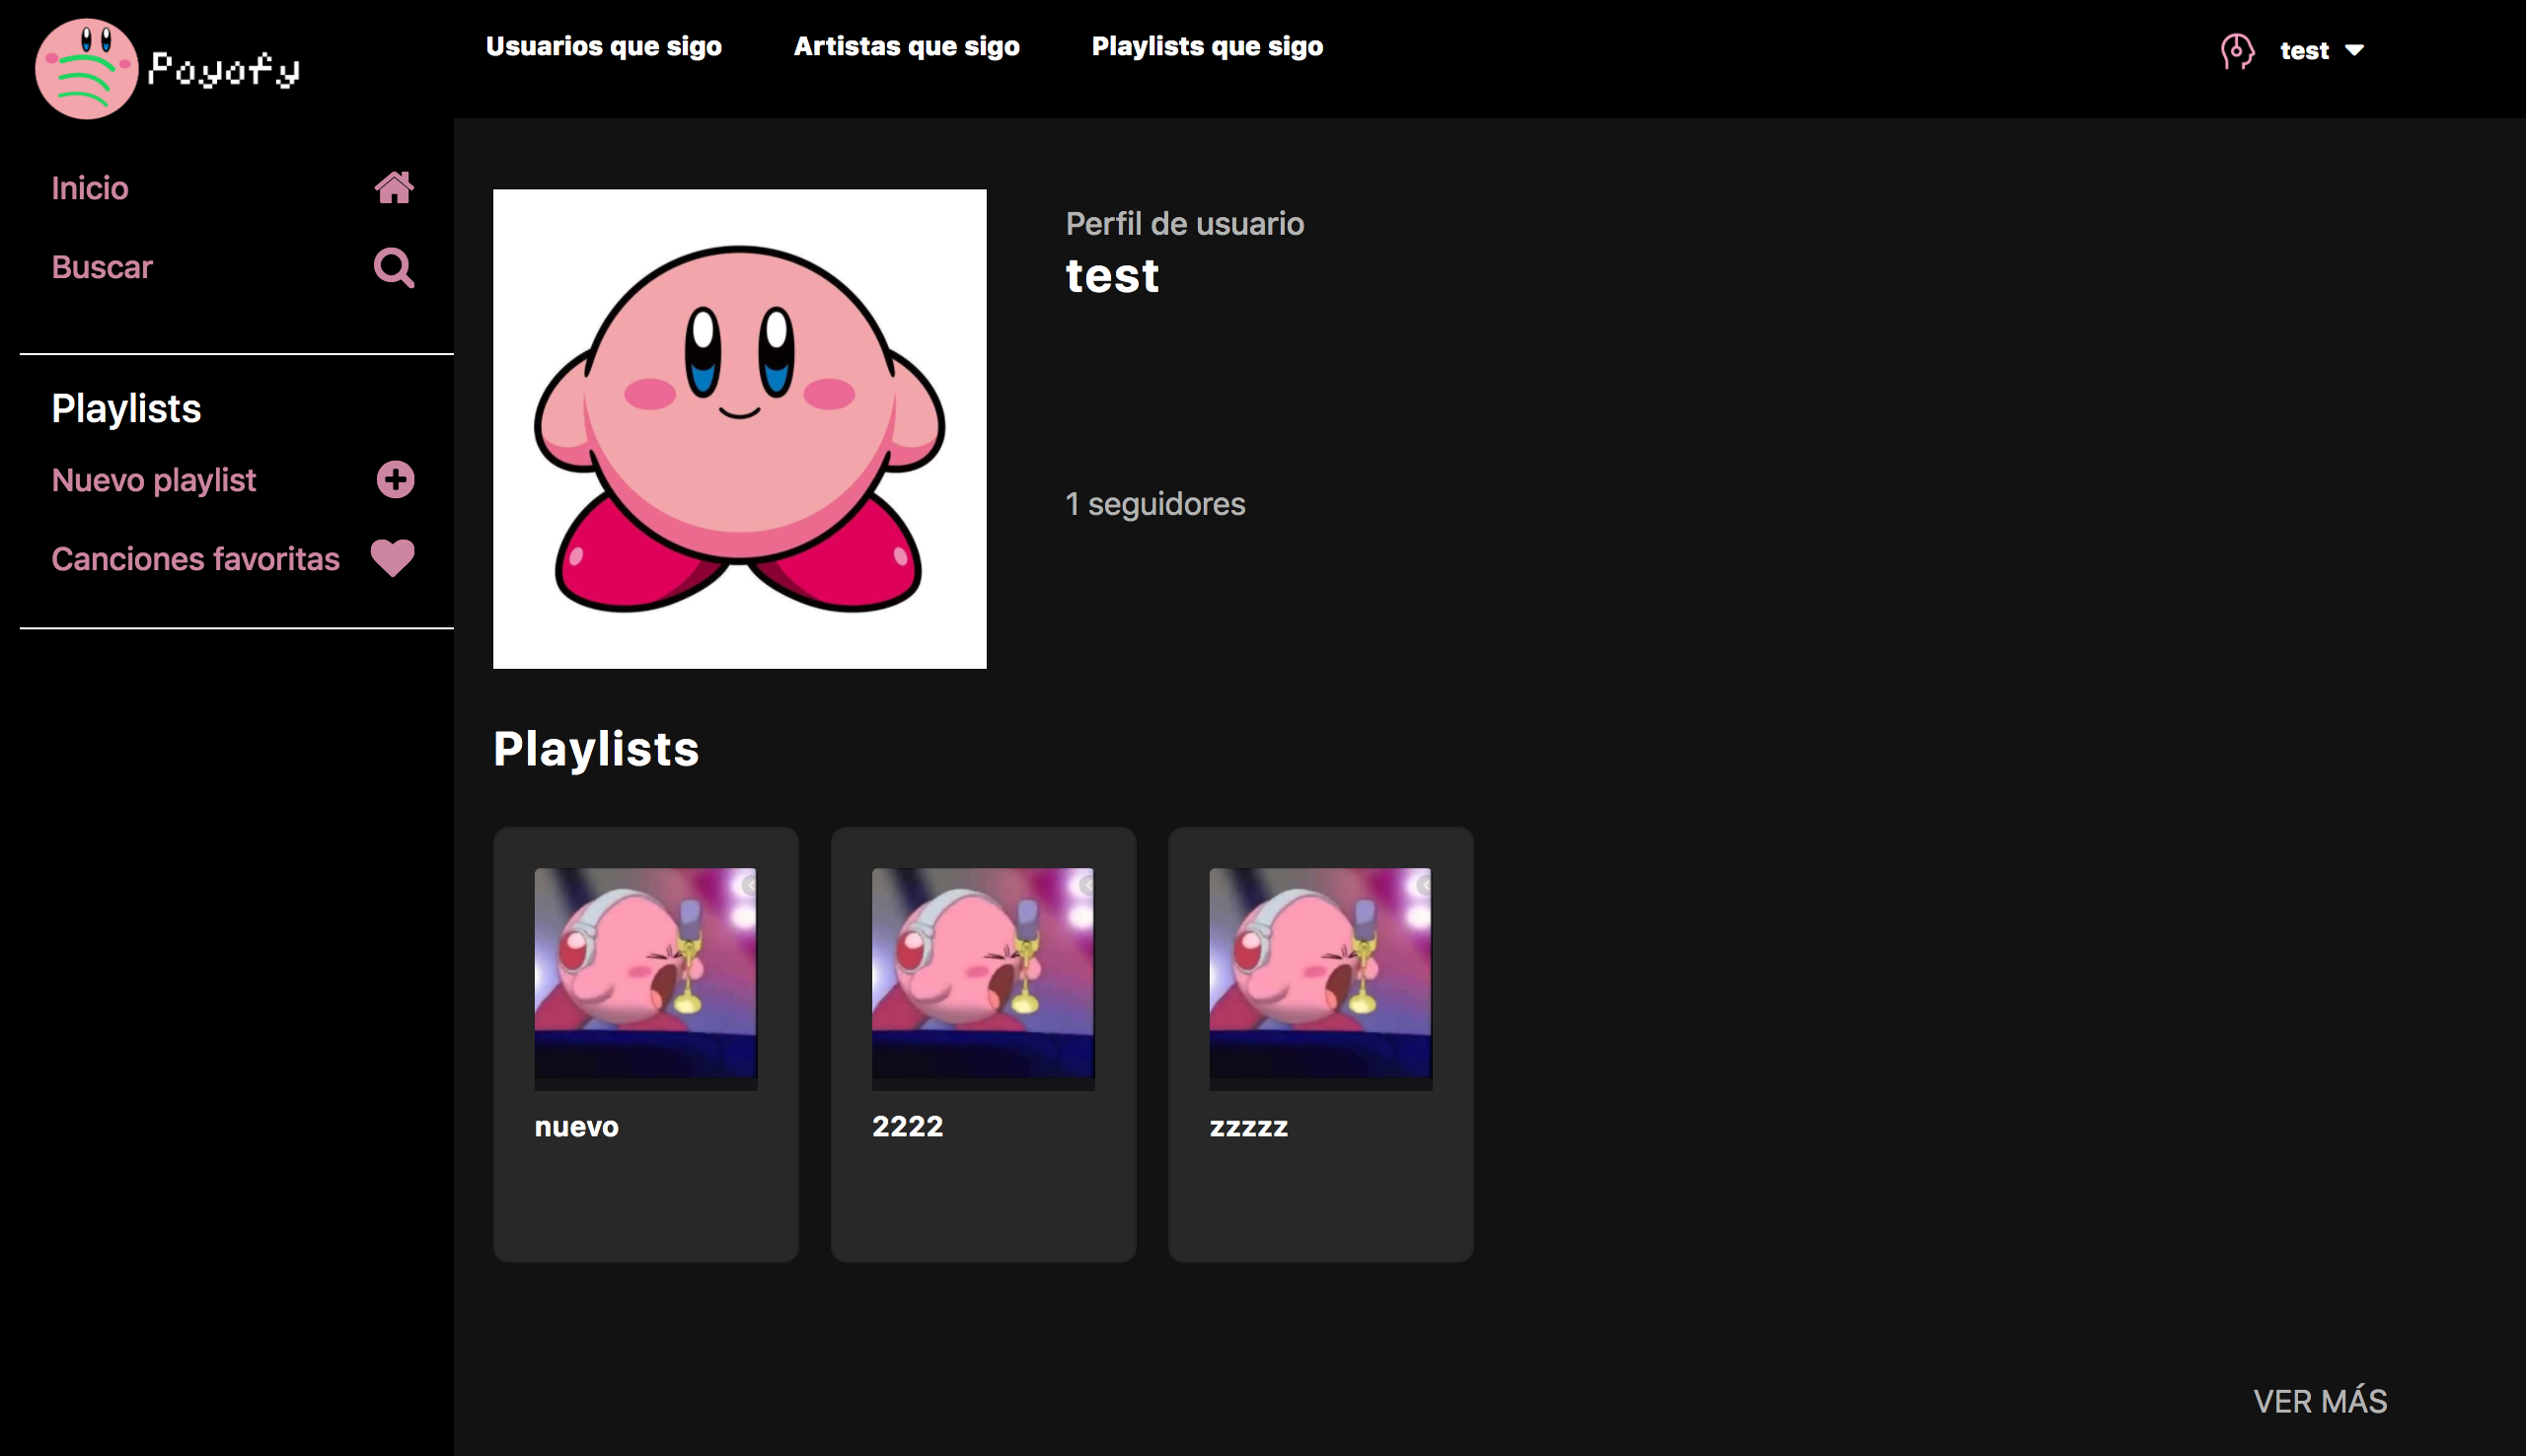 Poyofy
Usuarios que sigo
Artistas que sigo
Playlists que sigo
test
Inicio
Buscar
Playlists
Nuevo playlist
Canciones favoritas
Perfil de usuario
test
1 seguidores
Playlists
nuevo
2222
zzzzz
VER MÁS